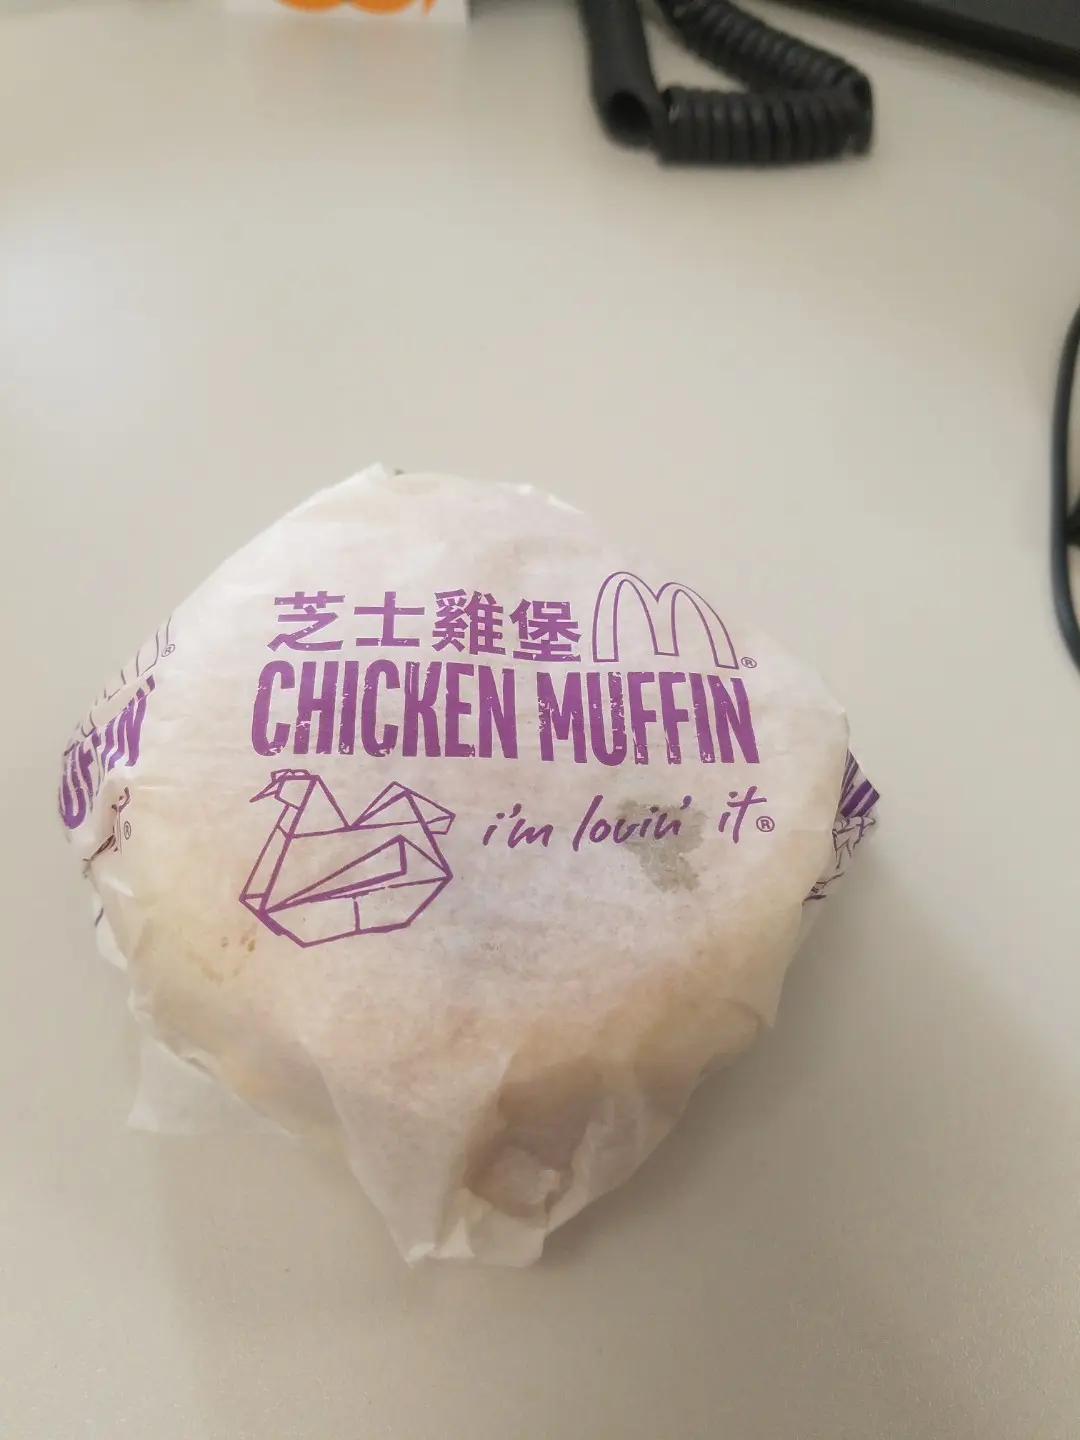 芝士雞堡
CHICKEN MUFFIN
i'm lovin' it®